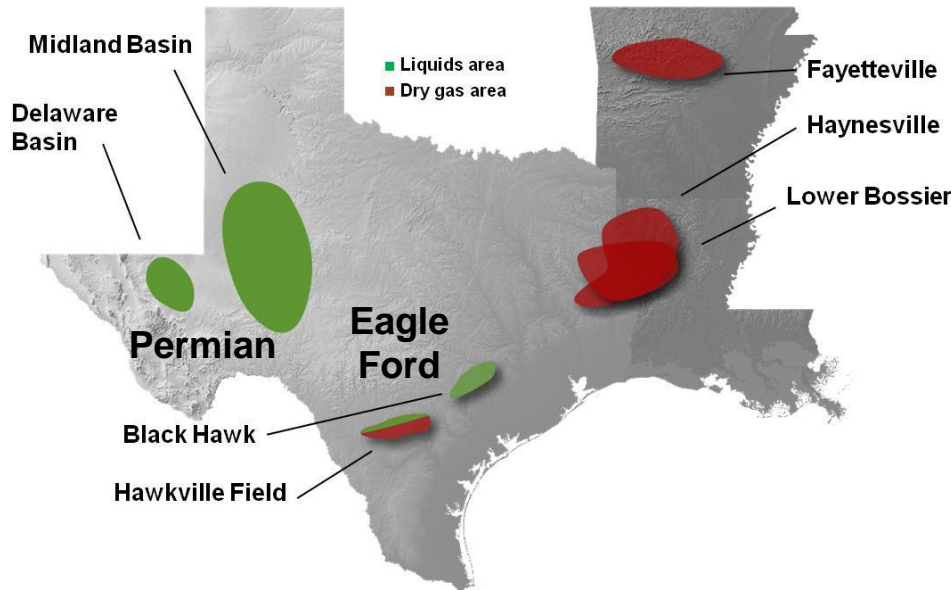 Midland Basin
Delaware
Basin
Liquids area
Dry gas area
Fayetteville
Haynesville
Lower Bossier
Permian
Eagle
Ford
Black Hawk
Hawkville Field